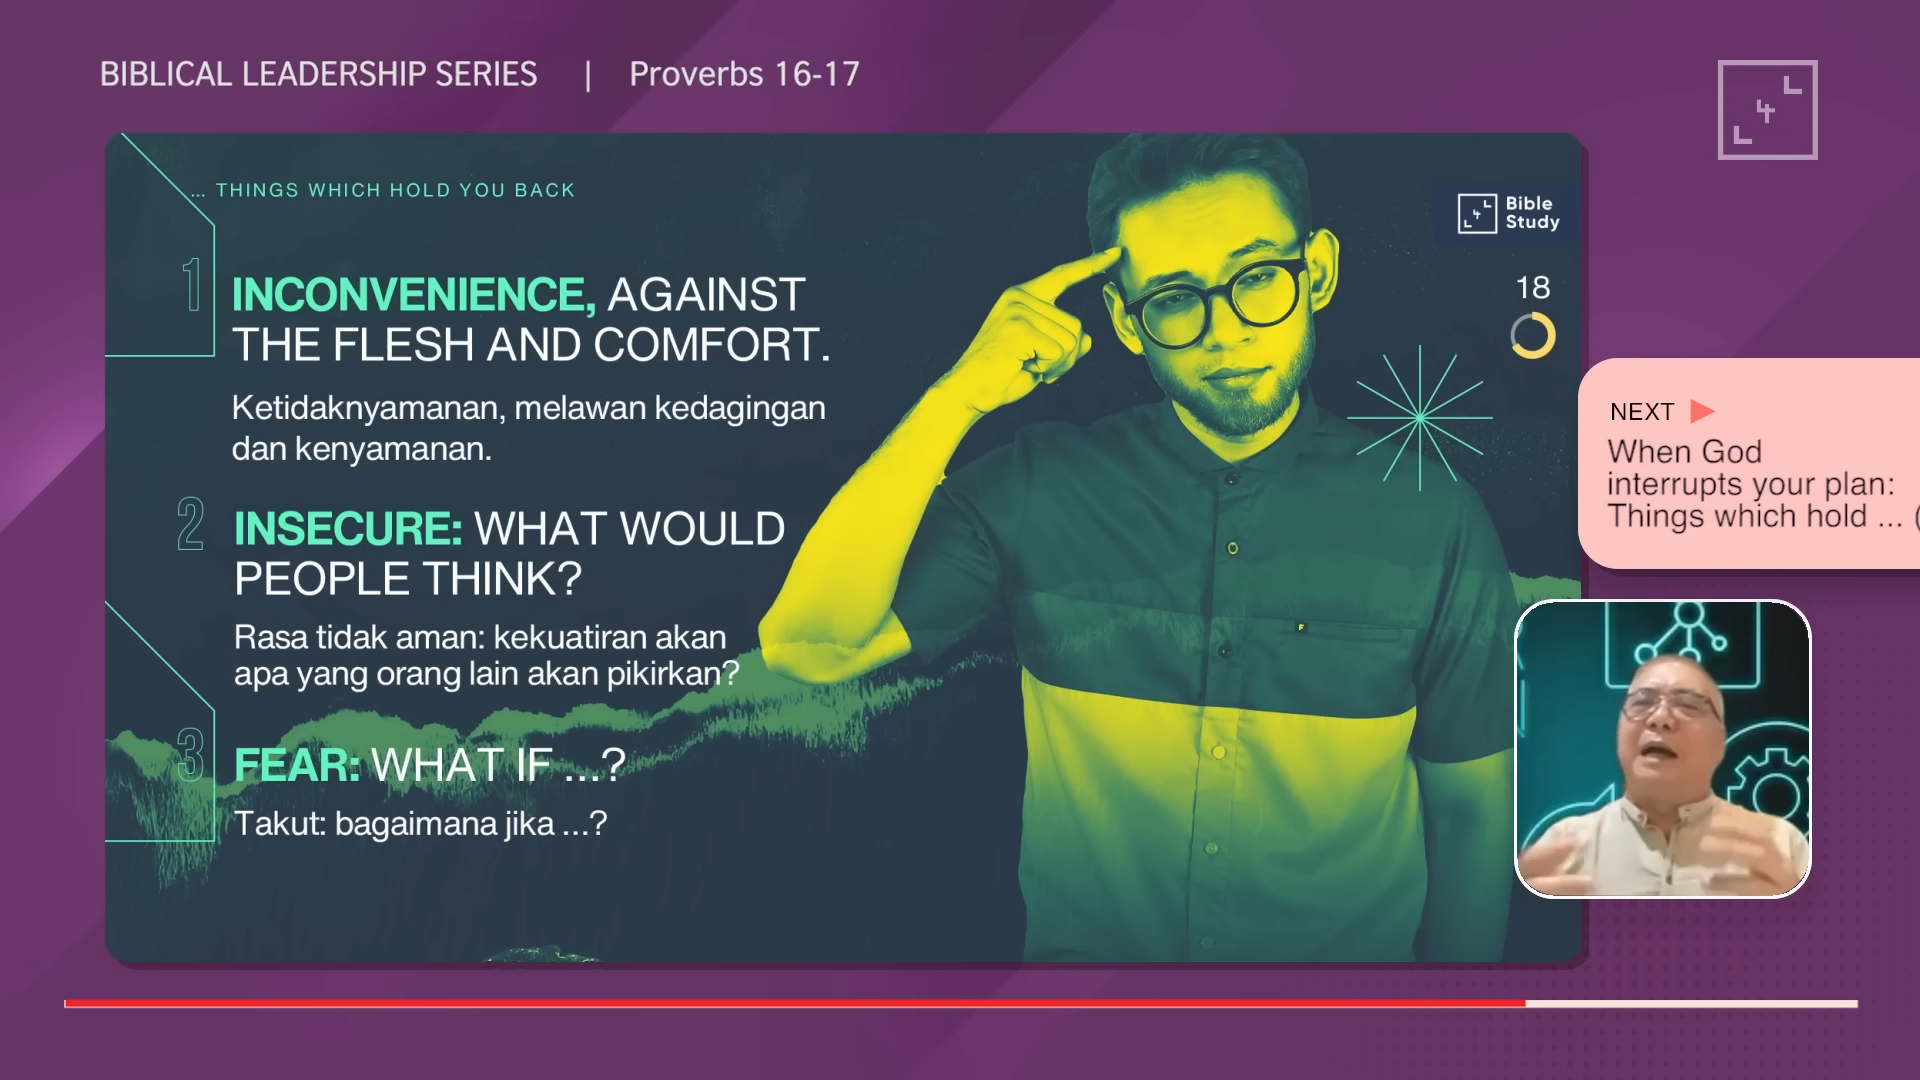 BIBLICAL LEADERSHIP SERIES | Proverbs 16-17
... THINGS WHICH HOLD YOU BACK
Bible
Study
18
1
INCONVENIENCE, AGAINST
THE FLESH AND COMFORT.
Ketidaknyamanan, melawan kedagingan
dan kenyamanan.
2
INSECURE: WHAT WOULD
PEOPLE THINK?
Rasa tidak aman: kekuatiran akan
apa yang orang lain akan pikirkan?
3
FEAR: WHAT IF ...?
Takut: bagaimana jika ...?
NEXT
When God
interrupts your plan:
Things which hold ... (